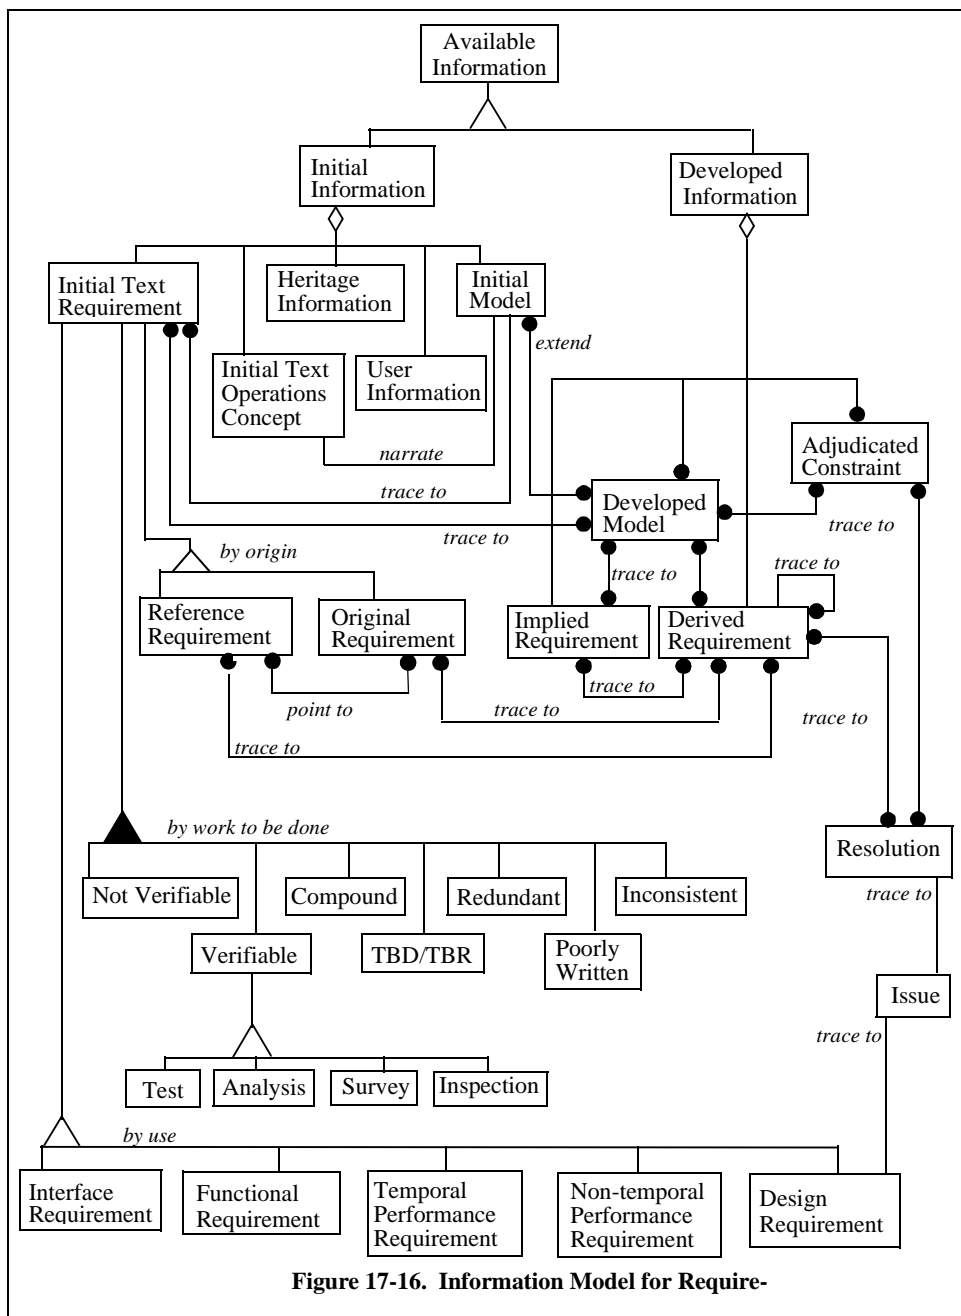 Available
Information
Initial
Information
Developed
Information
Initial Text
Requirement
Heritage
Information
Initial
Model
extend
Initial Text
Operations
Concept
User
Information
Adjudicated
Constraint
narrate
trace to
Developed
Model
trace to
trace to
by origin
trace to
trace to
Reference
Requirement
Original
Requirement
Implied
Requirement
Derived
Requirement
trace to
point to
trace to
trace to
trace to
by work to be done
Resolution
Not Verifiable
Compound
Redundant
Inconsistent
trace to
Verifiable
TBD/TBR
Poorly
Written
Issue
trace to
Test
Analysis
Survey
Inspection
by use
Interface
Requirement
Functional
Requirement
Temporal
Performance
Requirement
Non-temporal
Performance
Requirement
Design
Requirement
Figure 17-16. Information Model for Require-